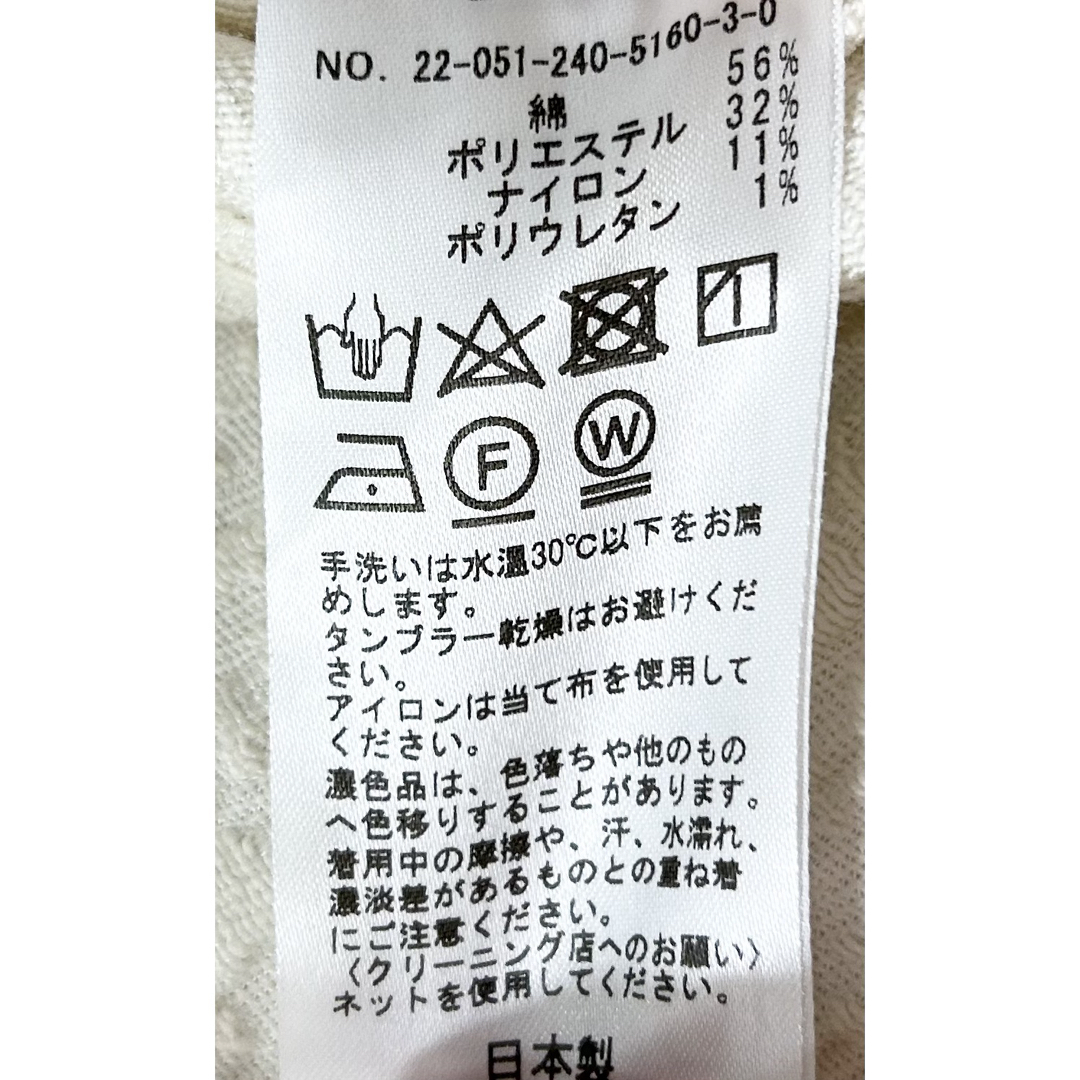 NO. 22-051-240-5160-3-0
綿 56%
ポリエステル 32%
ナイロン 11%
ポリウレタン 1%
F W
手洗いは水温30℃以下をお薦
めします。
タンブラー乾燥はお避けくだ
さい。
アイロンは当て布を使用して
ください。
濃色品は、色落ちや他のもの
へ色移りすることがあります。
着用中の摩擦や、汗、水濡れ、
濃淡差があるものとの重ね着
にご注意ください。
〈クリーニング店へのお願い〉
ネットを使用してください。
日本製